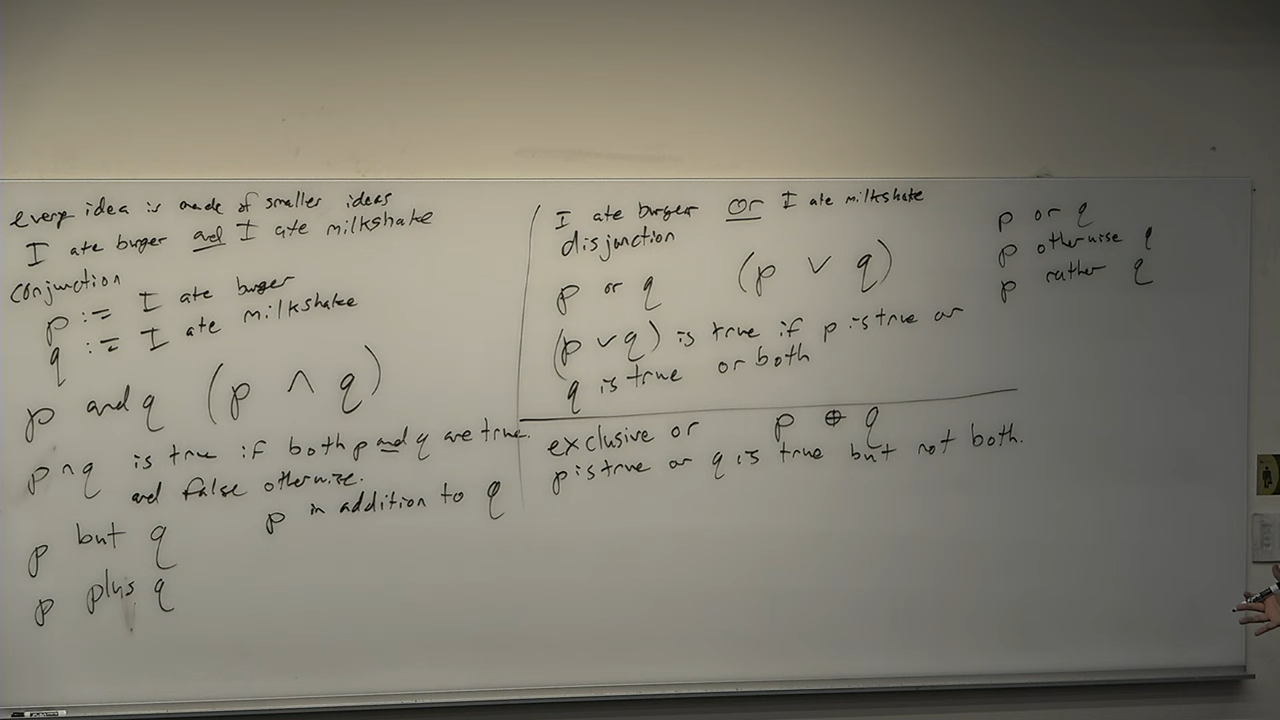 every idea is made of smaller ideas
I ate burger and I ate milkshake
conjunction
p := I ate burger
q := I ate milkshake
p and q (p ∧ q)
p ∧ q is true if both p and q are true.
and false otherwise.
p but q p in addition to q
p plus q
I ate burger or I ate milkshake
disjunction
p or q (p ∨ q)
(p ∨ q) is true if p is true or
q is true or both
exclusive or p ⊕ q
p is true or q is true but not both.
p or q
p otherwise q
p rather q